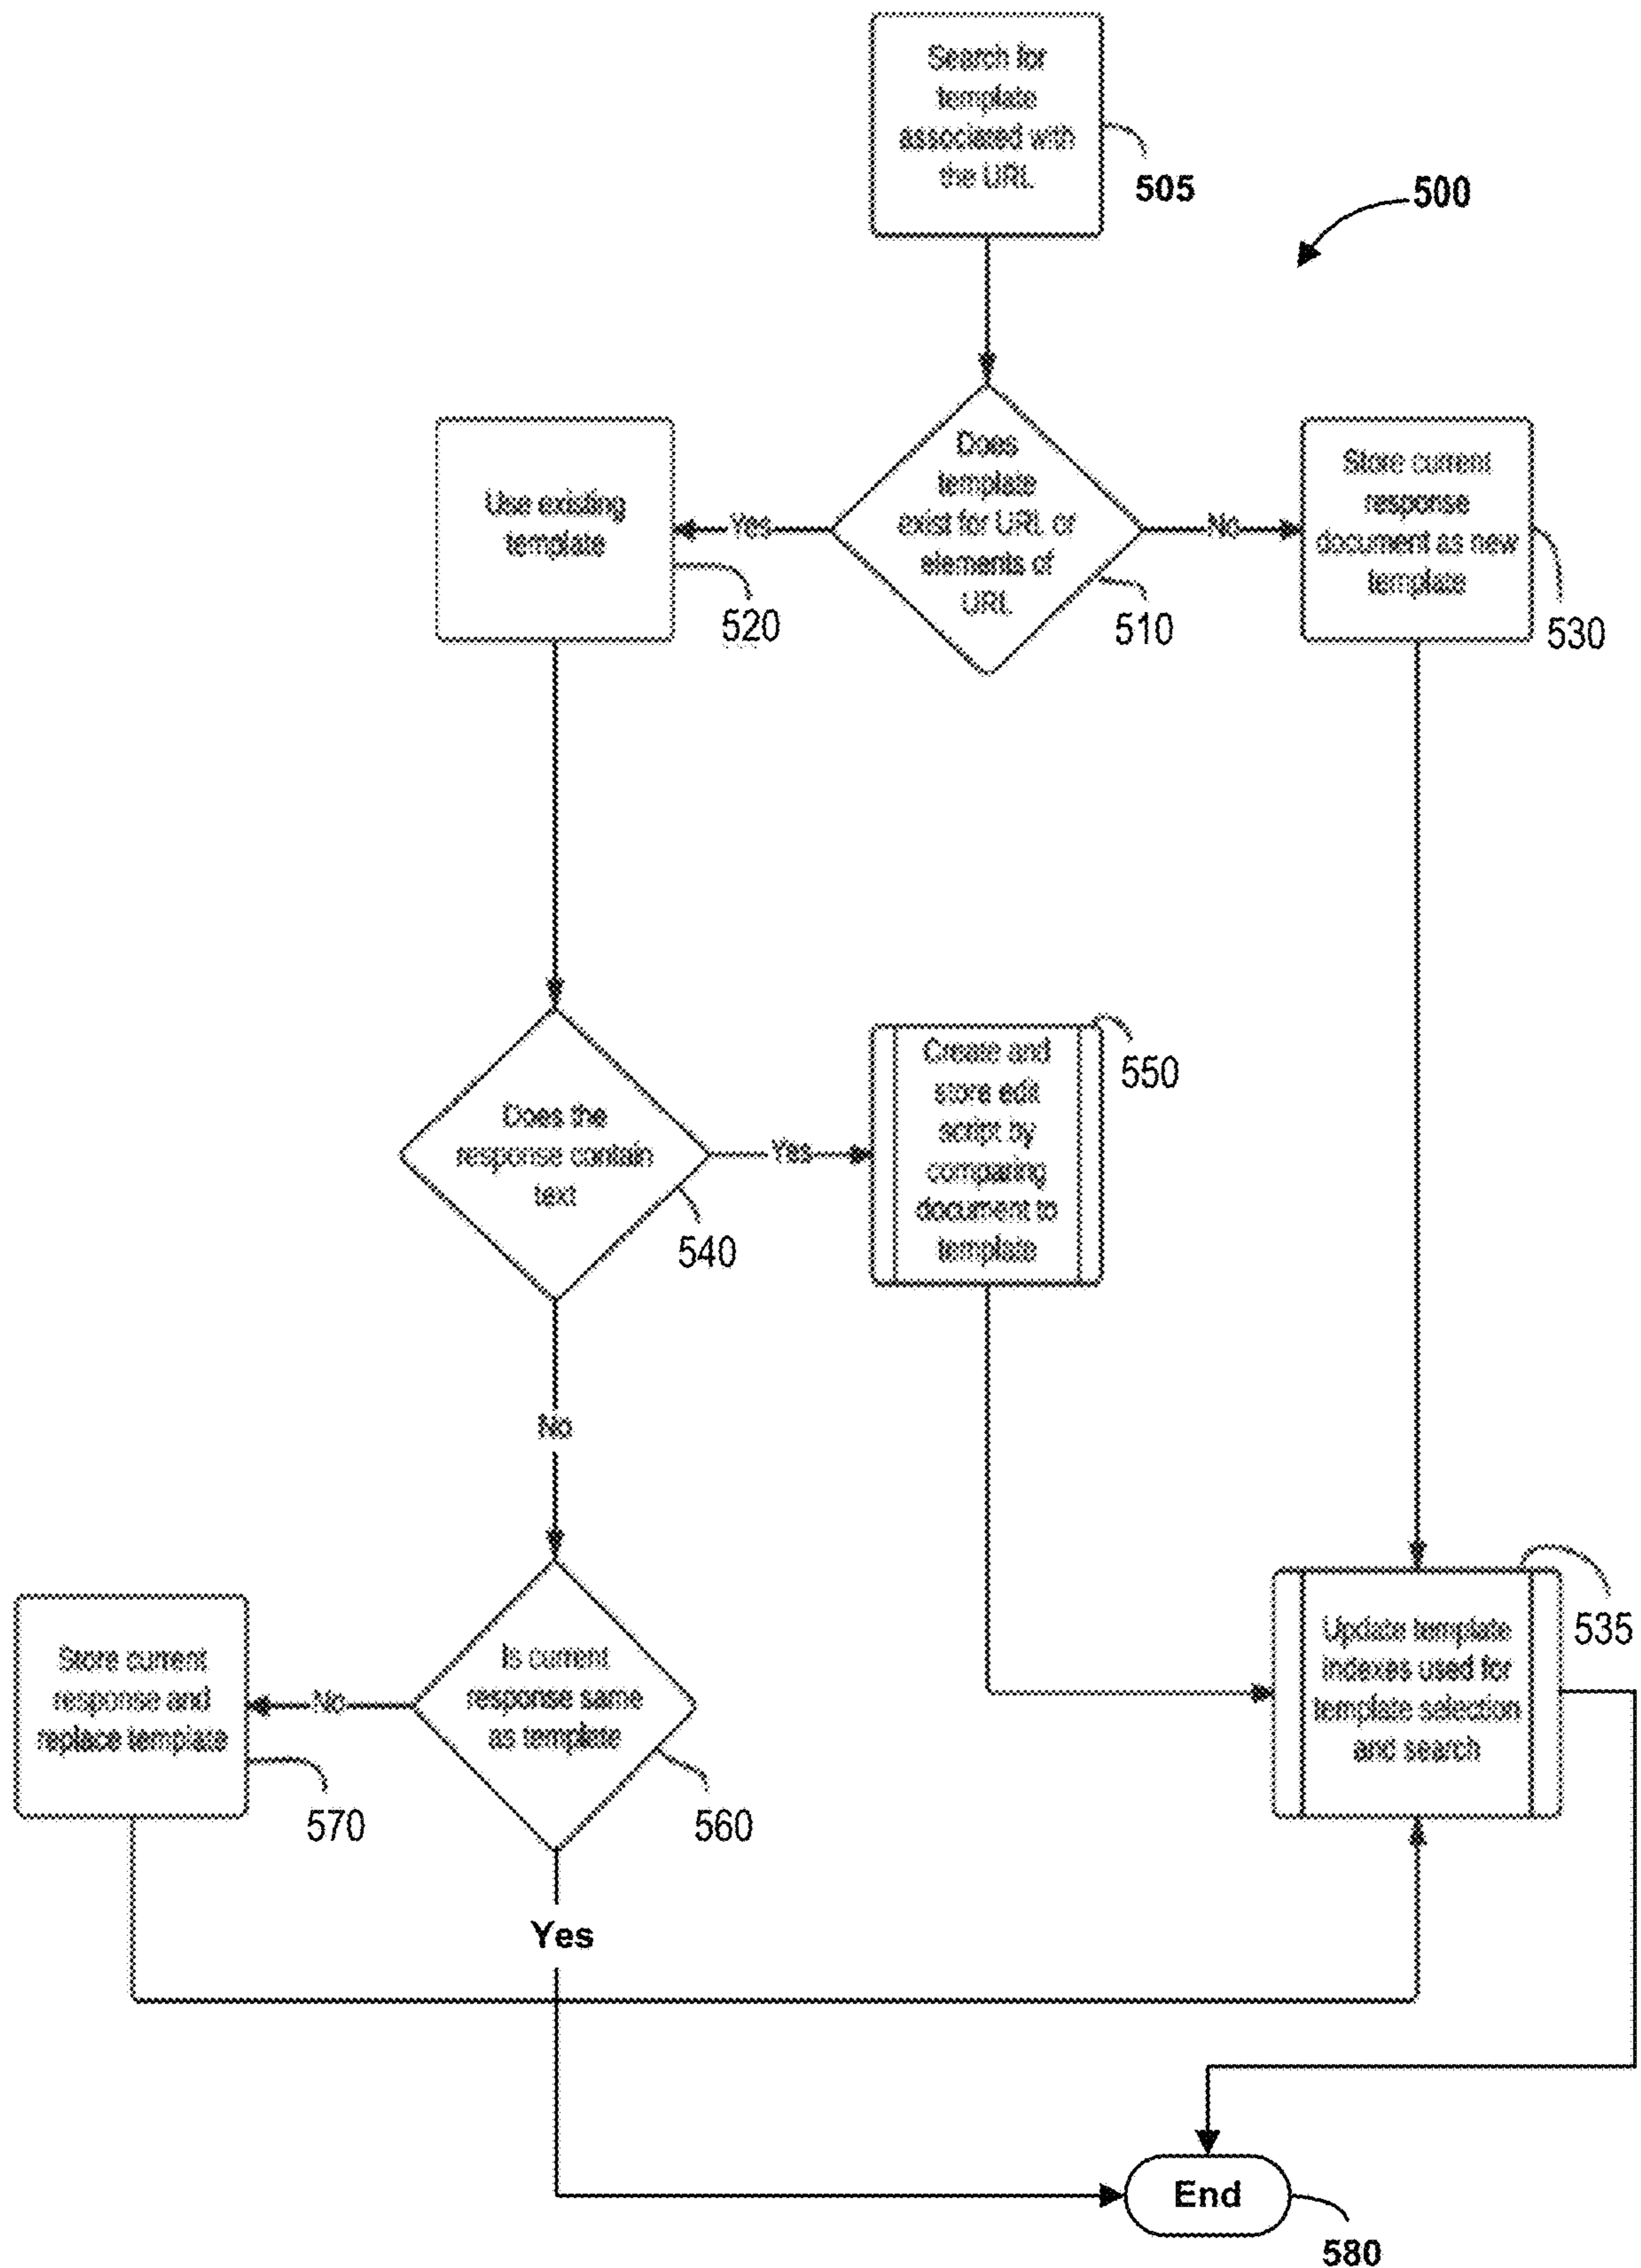 Search for
template
associated with
the URL
505
500
Does
template
exist for URL or
elements of
URL
510
Yes
No
Use existing
template
520
Store current
response
document as new
template
530
Does the
response contain
text
540
Yes
Create and
store edit
script by
comparing
document to
template
550
No
Is current
response same
as template
560
No
Store current
response and
replace template
570
Update template
indexes used for
template selection
and search
535
Yes
End
580